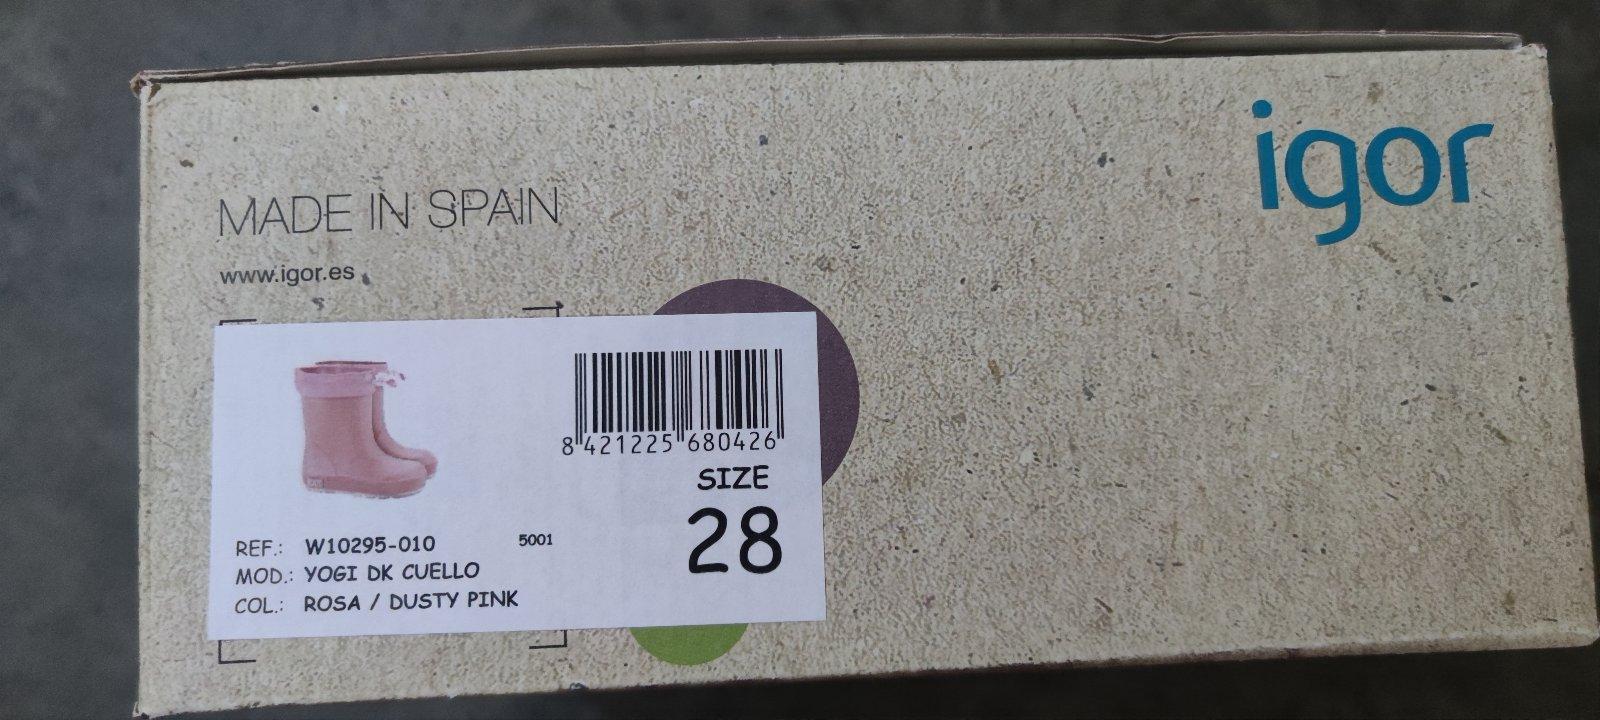 igor
MADE IN SPAIN
www.igor.es
8 421225 680426
SIZE
28
REF.: W10295-010 5001
MOD.: YOGI DK CUELLO
COL.: ROSA / DUSTY PINK